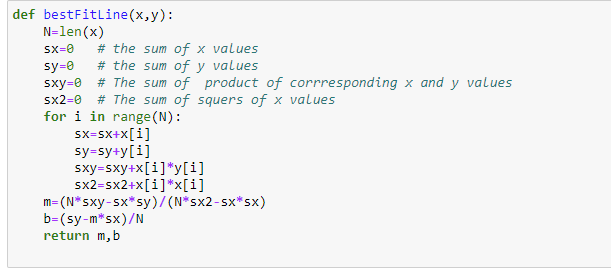 def bestFitLine(x,y):
    N=len(x)
    sx=0   # the sum of x values
    sy=0   # the sum of y values
    sxy=0  # The sum of  product of corrresponding x and y values
    sx2=0  # The sum of squers of x values
    for i in range(N):
        sx=sx+x[i]
        sy=sy+y[i]
        sxy=sxy+x[i]*y[i]
        sx2=sx2+x[i]*x[i]
    m=(N*sxy-sx*sy)/(N*sx2-sx*sx)
    b=(sy-m*sx)/N
    return m,b